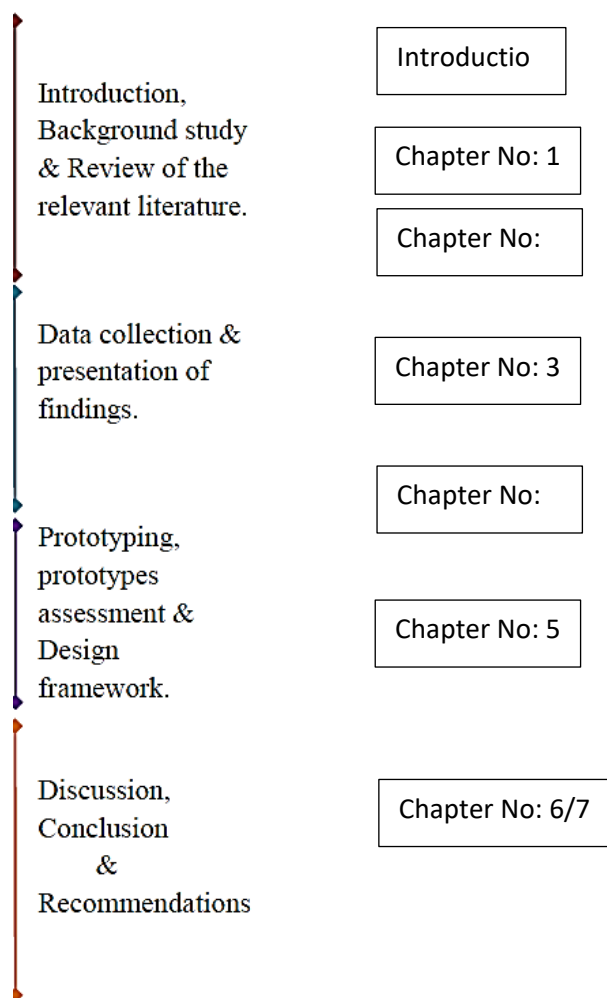 Introductio
Introduction,
Background study
& Review of the
relevant literature.
Chapter No: 1
Chapter No:
Data collection &
presentation of
findings.
Chapter No: 3
Chapter No:
Prototyping,
prototypes
assessment &
Design
framework.
Chapter No: 5
Discussion,
Conclusion
&
Recommendations
Chapter No: 6/7